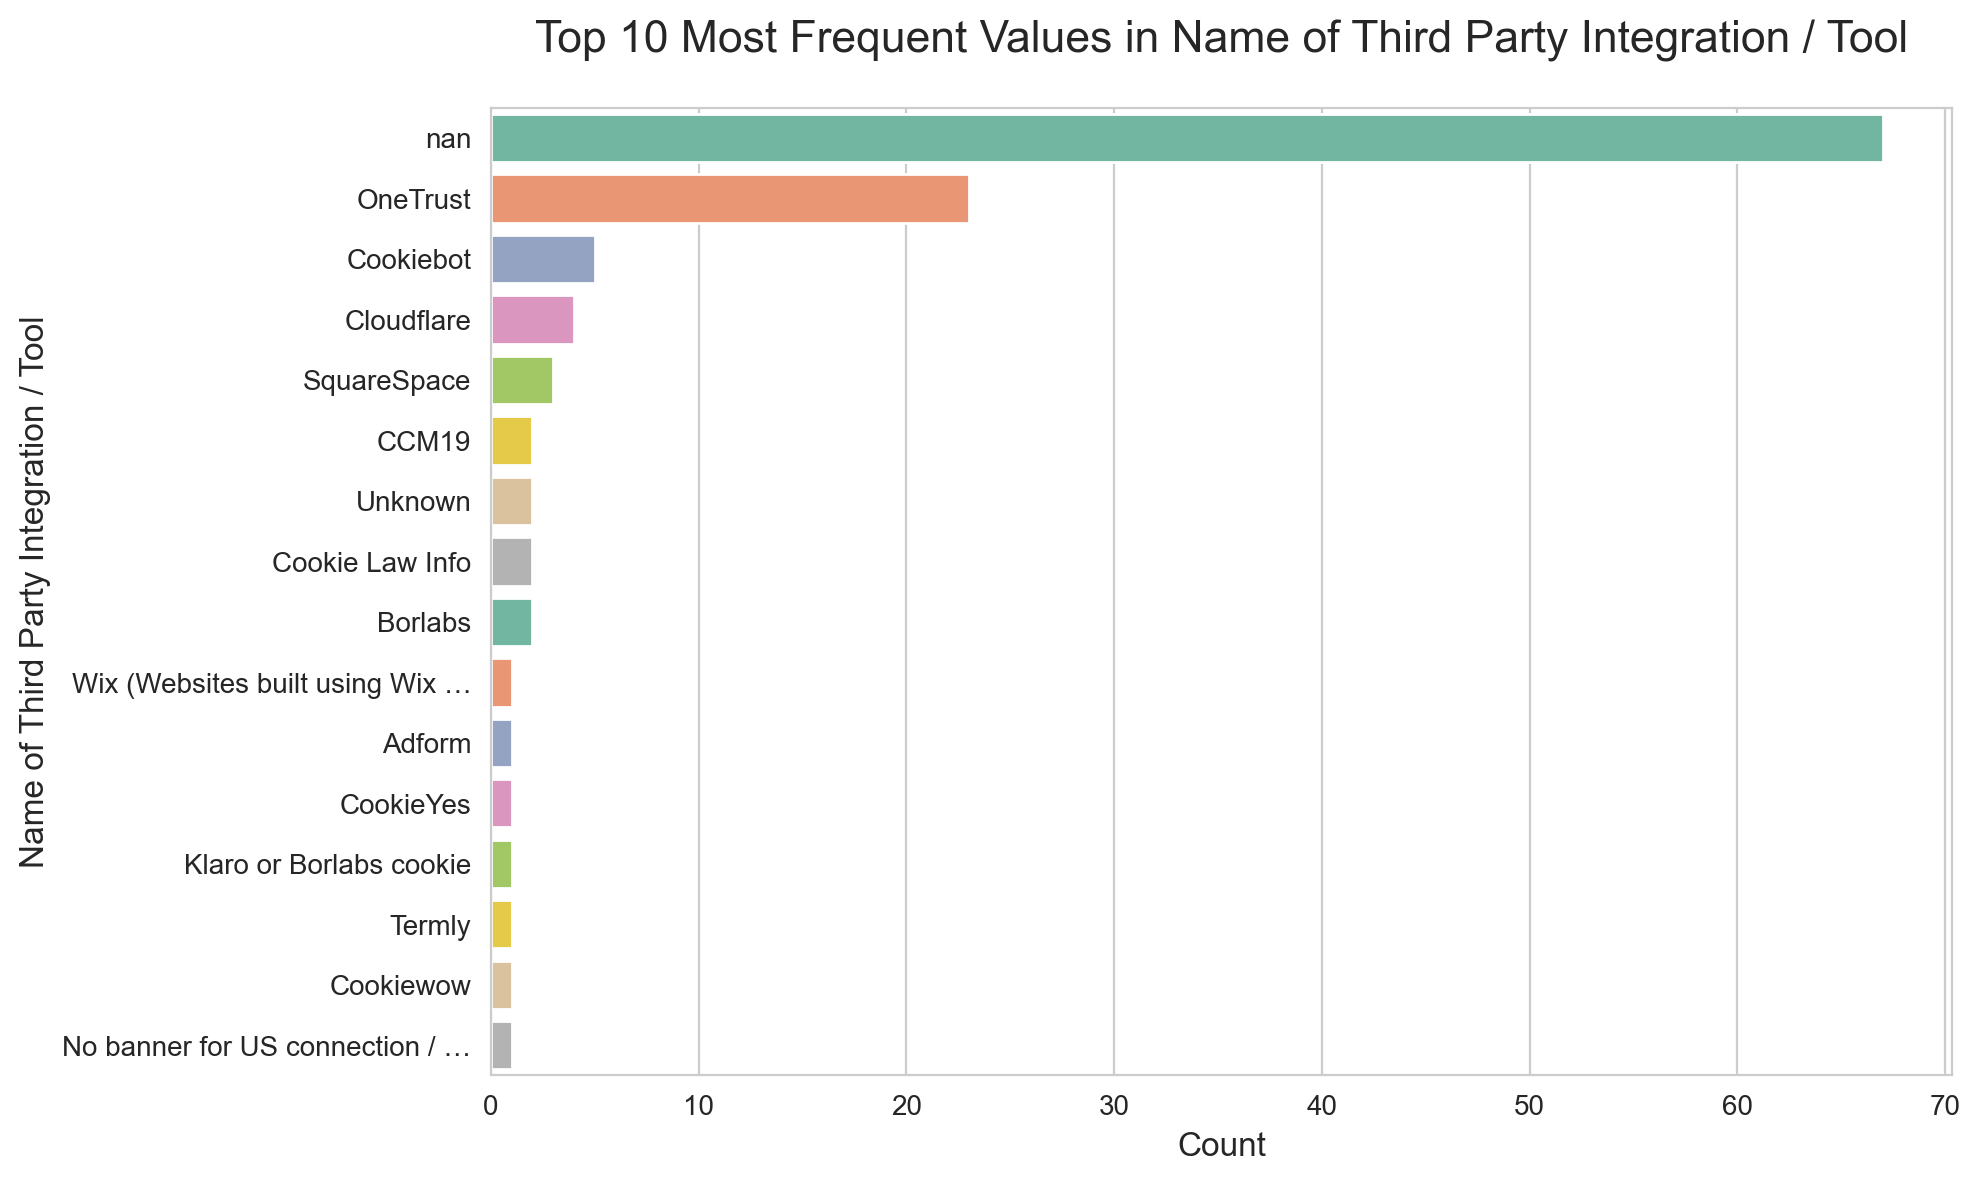 Top 10 Most Frequent Values in Name of Third Party Integration / Tool
Name of Third Party Integration / Tool
nan
OneTrust
Cookiebot
Cloudflare
SquareSpace
CCM19
Unknown
Cookie Law Info
Borlabs
Wix (Websites built using Wix …
Adform
CookieYes
Klaro or Borlabs cookie
Termly
Cookiewow
No banner for US connection / …
0 10 20 30 40 50 60 70
Count